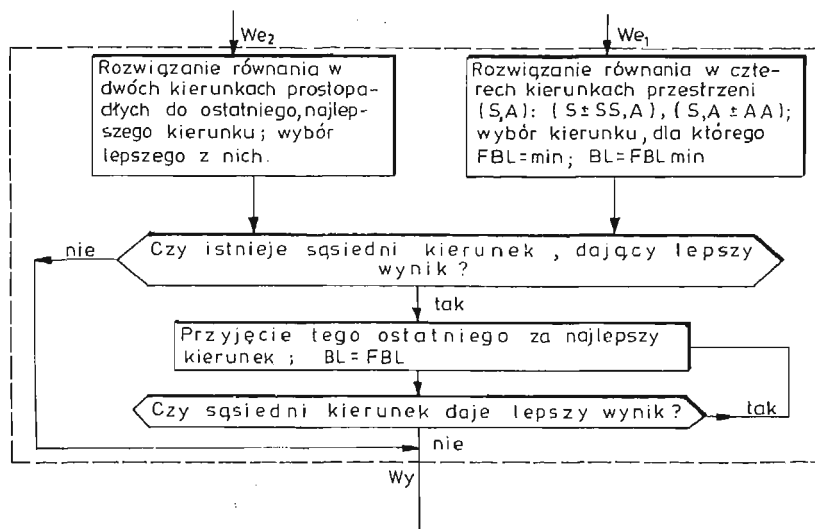 We₂
We₁
Rozwiązanie równania w
dwóch kierunkach prostopa-
dłych do ostatniego,najlep-
szego kierunku; wybór
lepszego z nich.
Rozwiązanie równania w czte-
rech kierunkach przestrzeni
(S,A): (S±SS,A),(S,A±AA);
wybór kierunku,dla którego
FBL=min; BL=FBL min
nie
Czy istnieje sąsiedni kierunek , dający lepszy
wynik?
tak
Przyjęcie tego ostatniego za najlepszy
kierunek ; BL=FBL
Czy sąsiedni kierunek daje lepszy wynik?
tak
nie
Wy